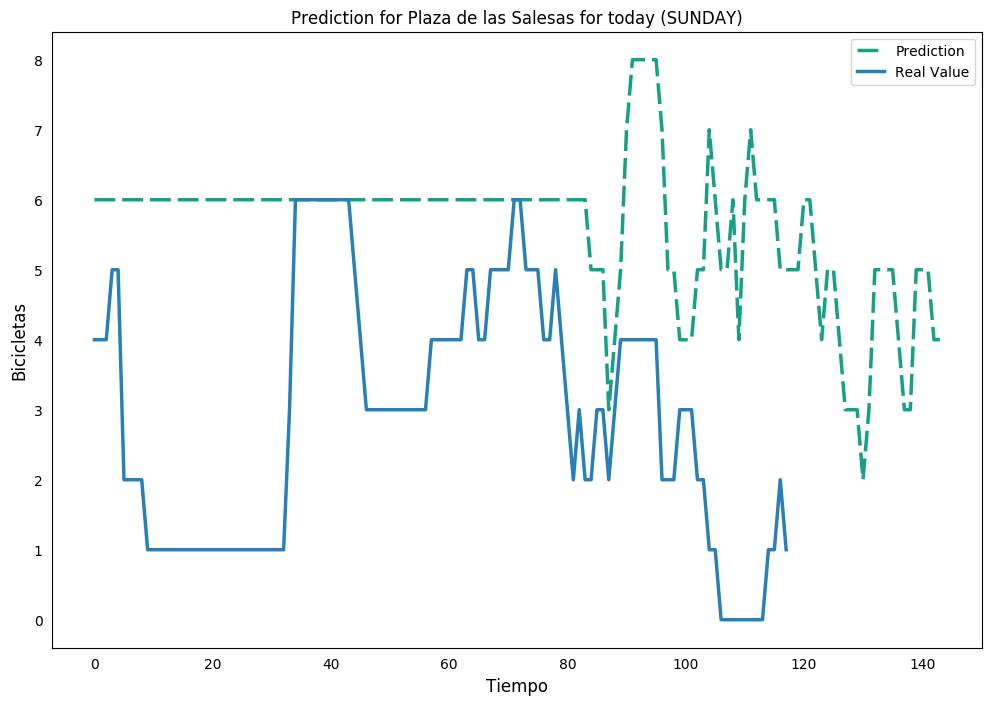 Prediction for Plaza de las Salesas for today (SUNDAY)
Prediction
Real Value
Bicicletas
8
7
6
5
4
3
2
1
0
0 20 40 60 80 100 120 140
Tiempo